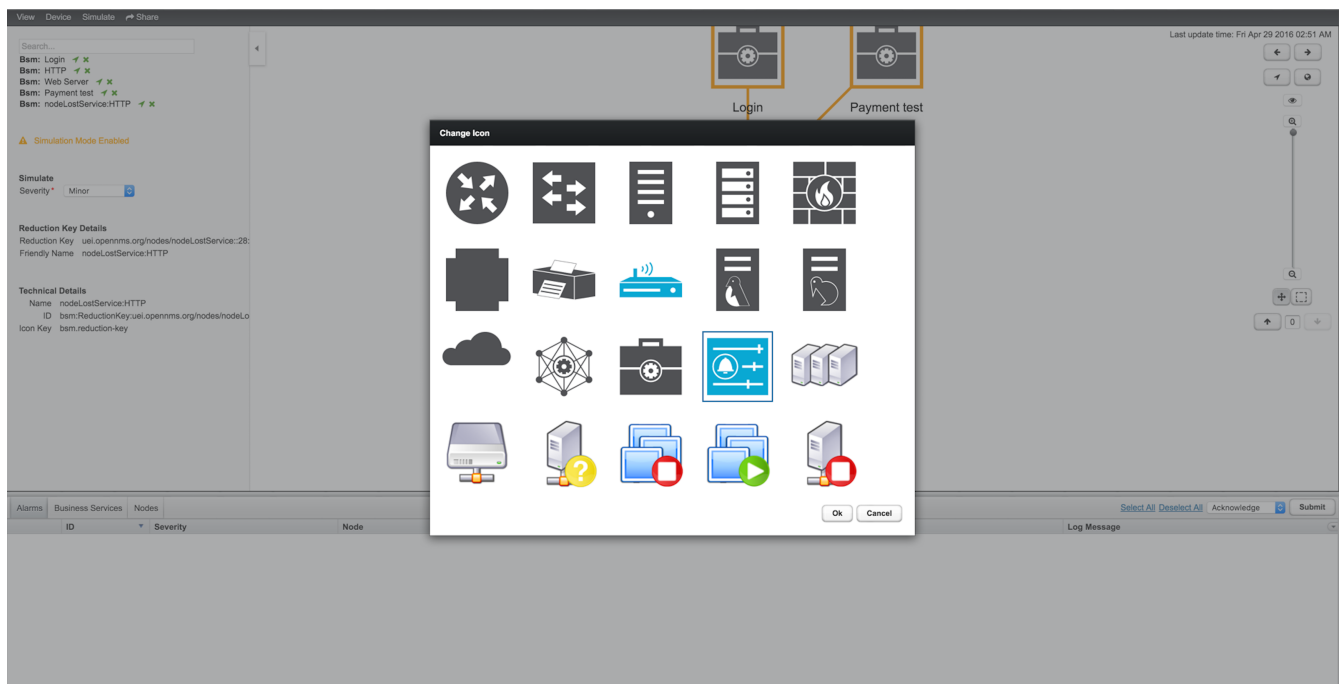 View Device Simulate Share
Last update time: Fri Apr 29 2016 02:51 AM
Search...
Bsm: Login
Bsm: HTTP
Bsm: Web Server
Bsm: Payment test
Bsm: nodeLostService:HTTP
Simulation Mode Enabled
Simulate
Severity* Minor
Reduction Key Details
Reduction Key uei.opennms.org/nodes/nodeLostService::28:
Friendly Name nodeLostService:HTTP
Technical Details
Name nodeLostService:HTTP
ID bsm:ReductionKey:uei.opennms.org/nodes/nodeLo
Icon Key bsm.reduction-key
Login Payment test
0
Change Icon
?
Ok Cancel
Alarms Business Services Nodes
Select All Deselect All Acknowledge Submit
ID Severity Node Log Message